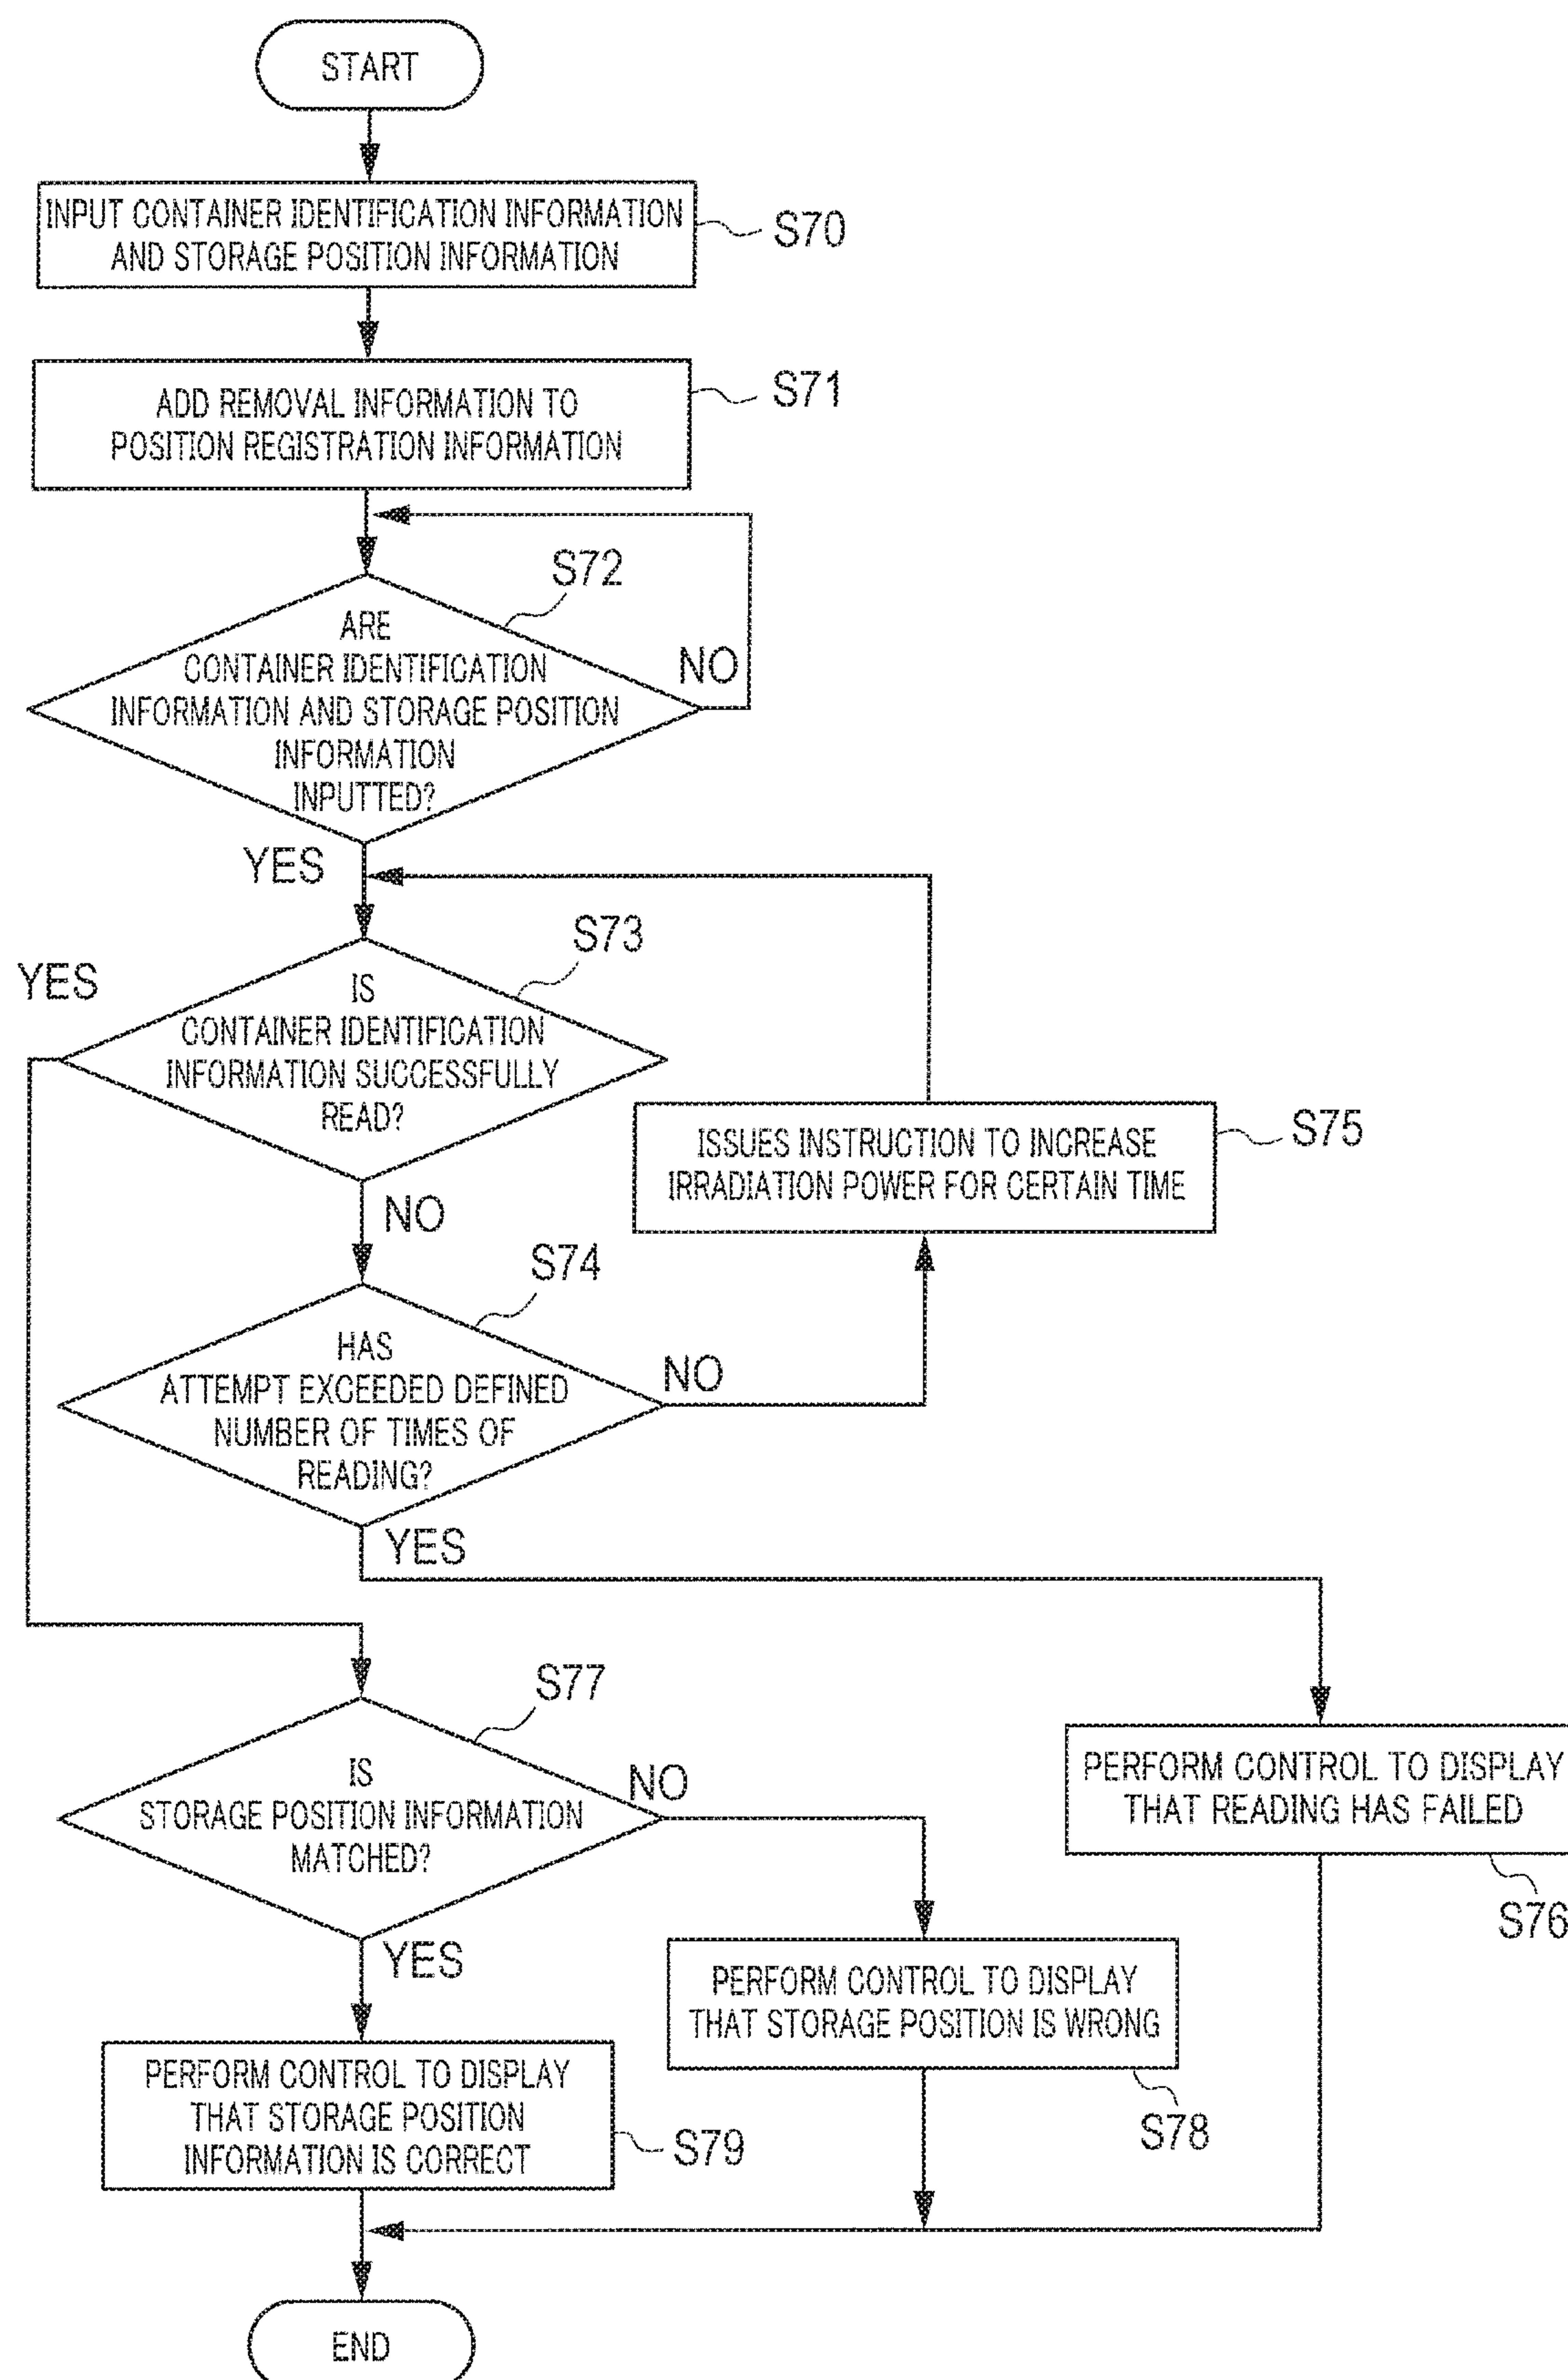 START
INPUT CONTAINER IDENTIFICATION INFORMATION
AND STORAGE POSITION INFORMATION
S70
ADD REMOVAL INFORMATION TO
POSITION REGISTRATION INFORMATION
S71
S72
ARE
CONTAINER IDENTIFICATION
INFORMATION AND STORAGE POSITION
INFORMATION
INPUTTED?
NO
YES
S73
YES
IS
CONTAINER IDENTIFICATION
INFORMATION SUCCESSFULLY
READ?
NO
ISSUES INSTRUCTION TO INCREASE
IRRADIATION POWER FOR CERTAIN TIME
S75
S74
HAS
ATTEMPT EXCEEDED DEFINED
NUMBER OF TIMES OF
READING?
NO
YES
S77
IS
STORAGE POSITION INFORMATION
MATCHED?
NO
YES
PERFORM CONTROL TO DISPLAY
THAT READING HAS FAILED
S76
PERFORM CONTROL TO DISPLAY
THAT STORAGE POSITION IS WRONG
S78
PERFORM CONTROL TO DISPLAY
THAT STORAGE POSITION
INFORMATION IS CORRECT
S79
END